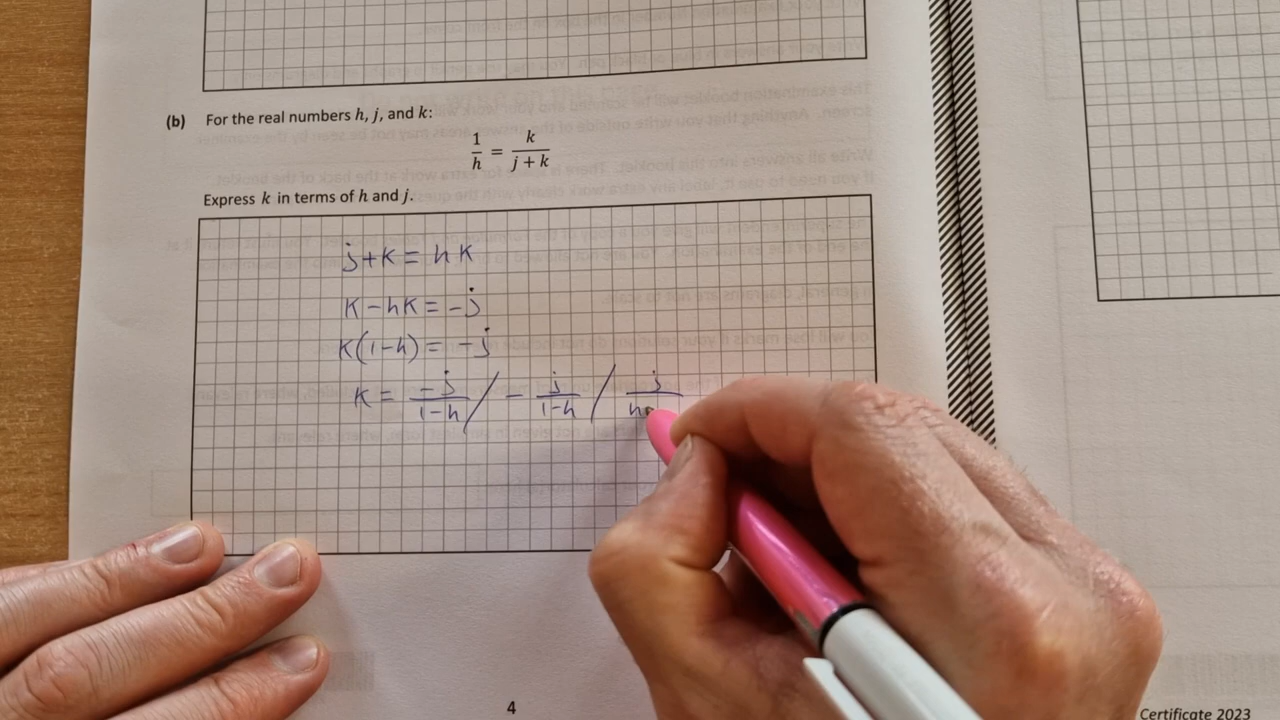 (b) For the real numbers h, j, and k:
1/h = k/(j + k)
Express k in terms of h and j.
j+k = hk
k-hk = -j
k(1-h) = -j
k = -j/(1-h) / - j/(1-h) / j/h
4
Certificate 2023